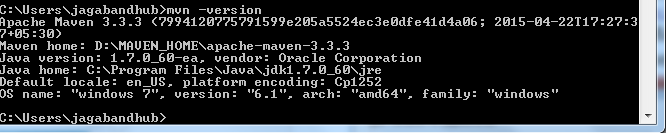 C:\Users\jagabandhub>mvn -version
Apache Maven 3.3.3 (7994120775791599e205a5524ec3e0dfe41d4a06; 2015-04-22T17:27:3
7+05:30)
Maven home: D:\MAVEN_HOME\apache-maven-3.3.3
Java version: 1.7.0_60-ea, vendor: Oracle Corporation
Java home: C:\Program Files\Java\jdk1.7.0_60\jre
Default locale: en_US, platform encoding: Cp1252
OS name: "windows 7", version: "6.1", arch: "amd64", family: "windows"
C:\Users\jagabandhub>